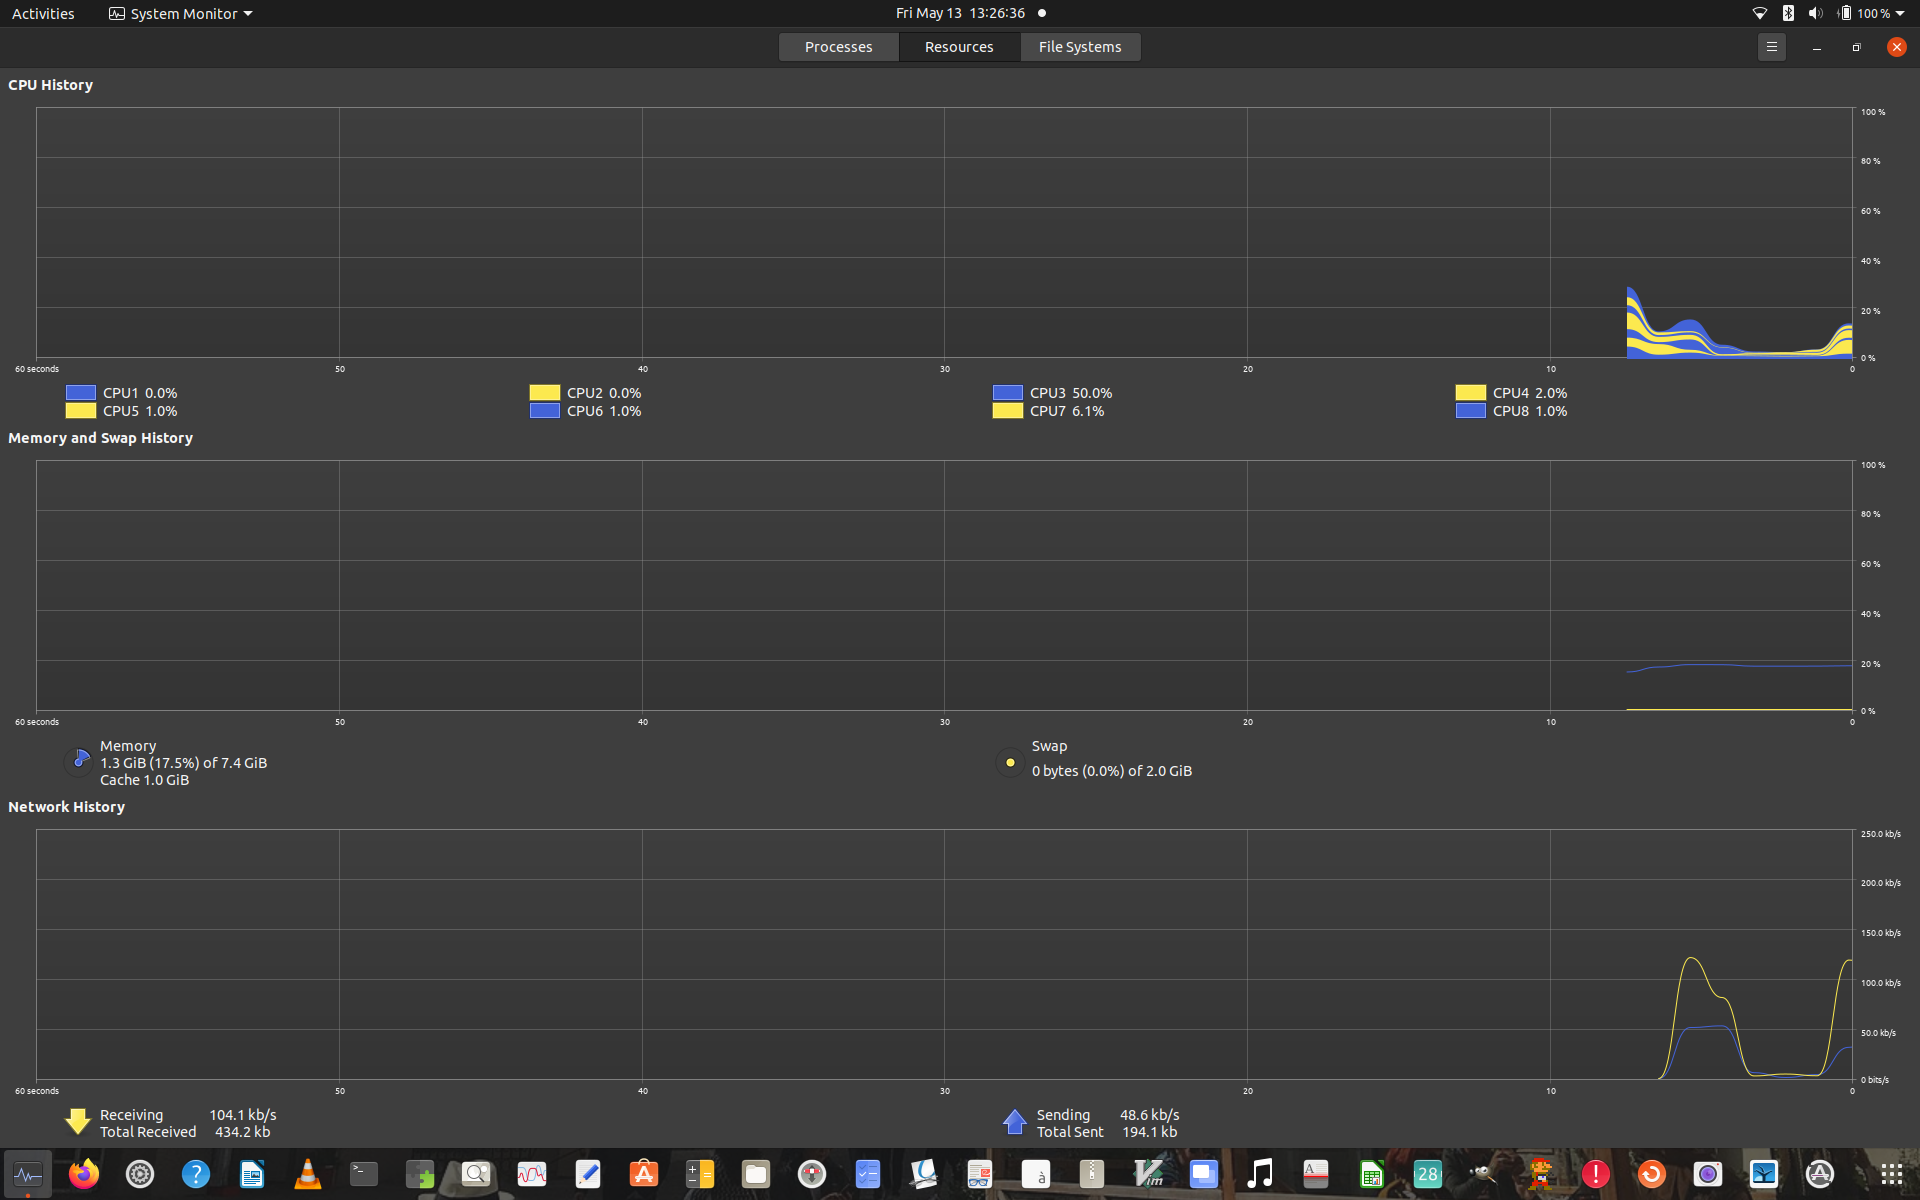 Activities System Monitor Fri May 13 13:26:36 100 %
Processes Resources File Systems
CPU History
100 %
80 %
60 %
40 %
20 %
0 %
60 seconds 50 40 30 20 10 0
CPU1 0.0% CPU2 0.0% CPU3 50.0% CPU4 2.0%
CPU5 1.0% CPU6 1.0% CPU7 6.1% CPU8 1.0%
Memory and Swap History
100 %
80 %
60 %
40 %
20 %
0 %
60 seconds 50 40 30 20 10 0
Memory
1.3 GiB (17.5%) of 7.4 GiB
Cache 1.0 GiB
Swap
0 bytes (0.0%) of 2.0 GiB
Network History
250.0 kb/s
200.0 kb/s
150.0 kb/s
100.0 kb/s
50.0 kb/s
0 bits/s
60 seconds 50 40 30 20 10 0
Receiving 104.1 kb/s
Total Received 434.2 kb
Sending 48.6 kb/s
Total Sent 194.1 kb
? >_ à Vim A 28 !